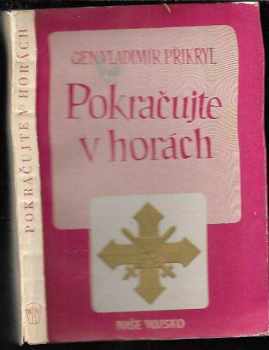 GEN. VLADIMÍR PŘIKRYL
Pokračujte
v horách
NAŠE VOJSKO
POKRAČUJTE V HORÁCH